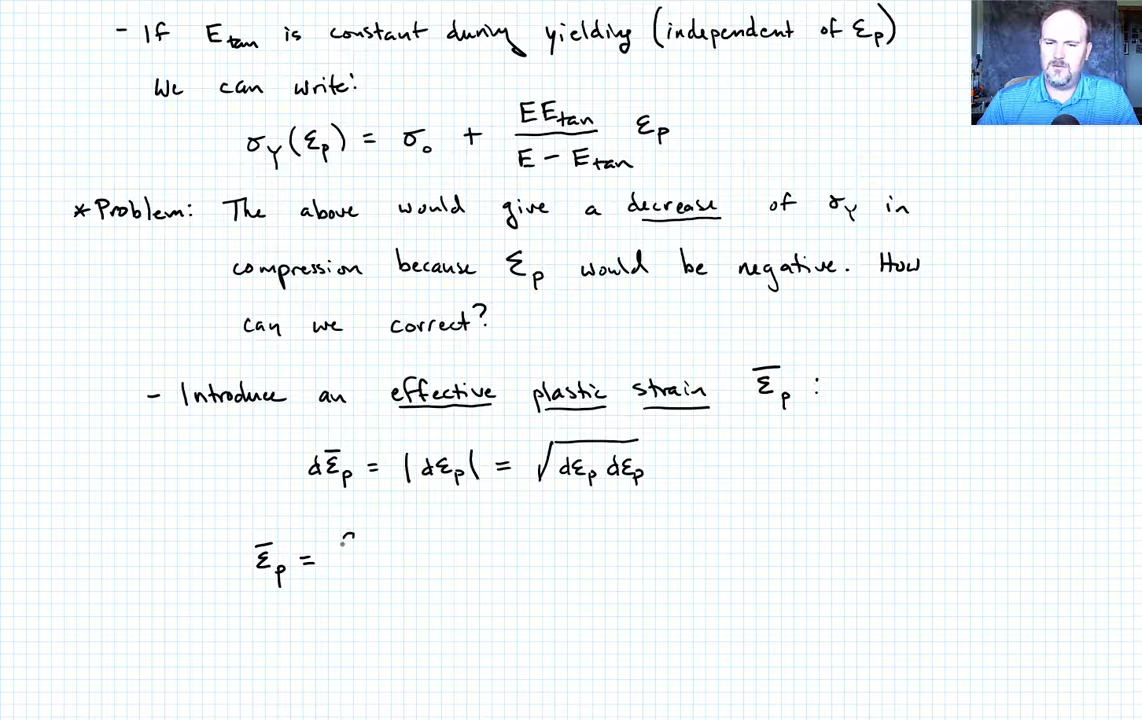 - If E_tan is constant during yielding (independent of ε_p)
We can write:
σ_Y(ε_p) = σ_0 + EE_tan / (E - E_tan) ε_p
*Problem: The above would give a decrease of σ_Y in
compression because ε_p would be negative. How
can we correct?
- Introduce an effective plastic strain ε̄_p :
dε̄_p = |dε_p| = √(dε_p dε_p)
ε̄_p =